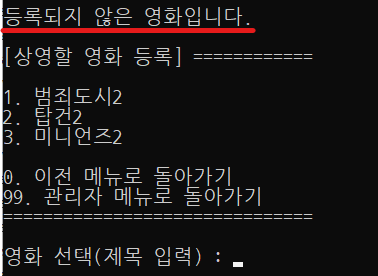 등록되지 않은 영화입니다.
[상영할 영화 등록] ============
1. 범죄도시2
2. 탑건2
3. 미니언즈2
0. 이전 메뉴로 돌아가기
99. 관리자 메뉴로 돌아가기
===============================
영화 선택(제목 입력) :